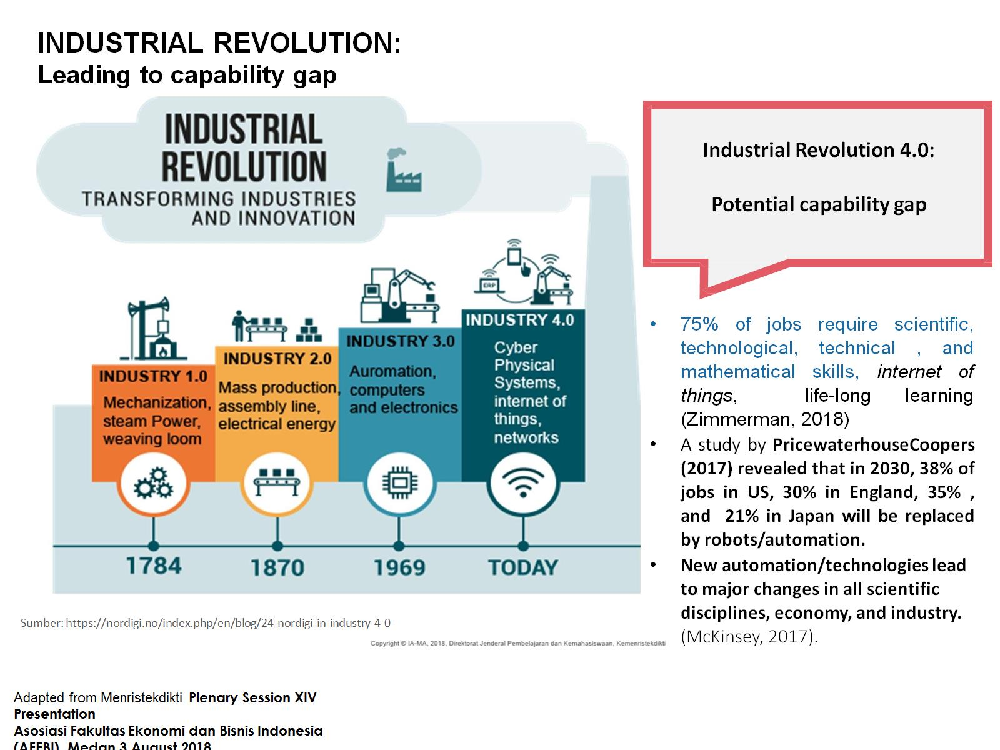 INDUSTRIAL REVOLUTION:
Leading to capability gap
INDUSTRIAL
REVOLUTION
TRANSFORMING INDUSTRIES
AND INNOVATION
INDUSTRY 1.0
Mechanization,
steam Power,
weaving loom
1784
INDUSTRY 2.0
Mass production,
assembly line,
electrical energy
1870
INDUSTRY 3.0
Auromation,
computers
and electronics
1969
ERP
INDUSTRY 4.0
Cyber
Physical
Systems,
internet of
things,
networks
TODAY
Sumber: https://nordigi.no/index.php/en/blog/24-nordigi-in-industry-4-0
Copyright © IA-MA, 2018, Direktorat Jenderal Pembelajaran dan Kemahasiswaan, Kemenristekdikti
Industrial Revolution 4.0:
Potential capability gap
• 75% of jobs require scientific,
technological, technical , and
mathematical skills, internet of
things, life-long learning
(Zimmerman, 2018)
• A study by PricewaterhouseCoopers
(2017) revealed that in 2030, 38% of
jobs in US, 30% in England, 35% ,
and 21% in Japan will be replaced
by robots/automation.
• New automation/technologies lead
to major changes in all scientific
disciplines, economy, and industry.
(McKinsey, 2017).
Adapted from Menristekdikti Plenary Session XIV
Presentation
Asosiasi Fakultas Ekonomi dan Bisnis Indonesia
(AFEBI), Medan 3 August 2018